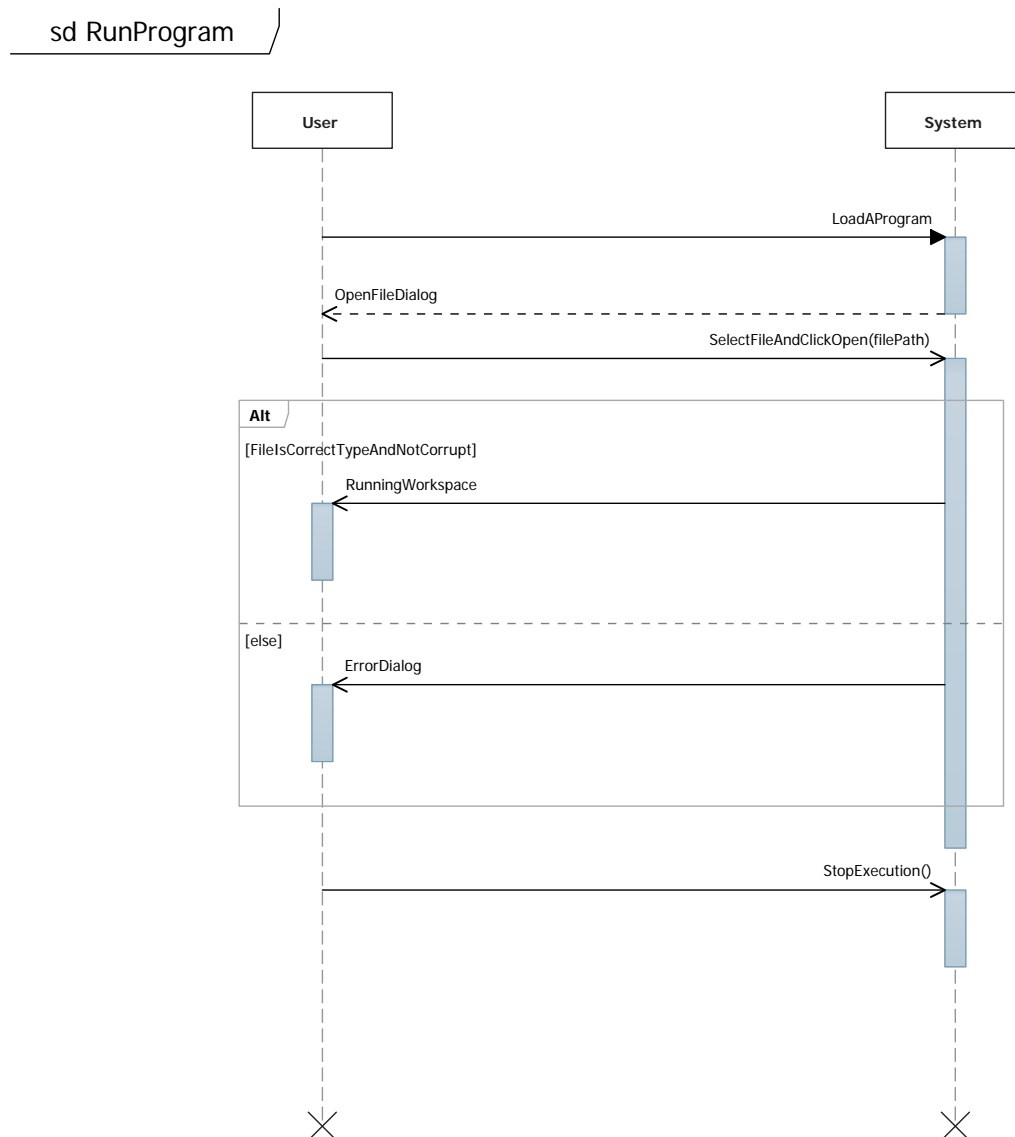 sd RunProgram
User
System
LoadAProgram
OpenFileDialog
SelectFileAndClickOpen(filePath)
Alt
[FileIsCorrectTypeAndNotCorrupt]
RunningWorkspace
[else]
ErrorDialog
StopExecution()